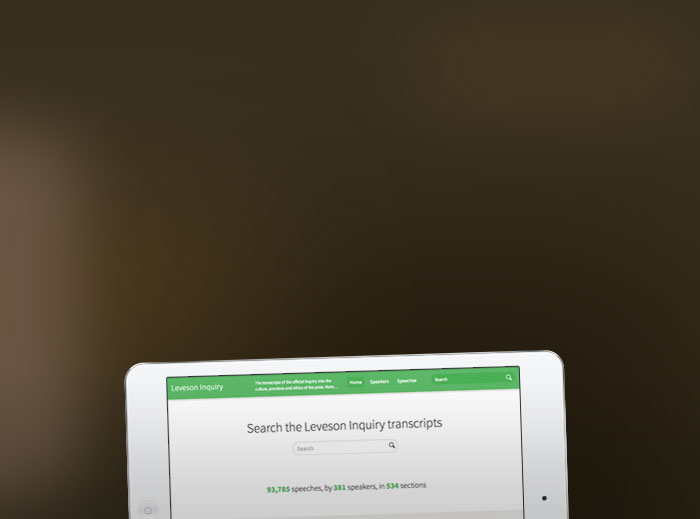 Leveson Inquiry
The transcripts of the official inquiry into the
culture, practices and ethics of the press. More...
Home Speakers Speeches
Search
Search the Leveson Inquiry transcripts
Search
93,785 speeches, by 381 speakers, in 534 sections